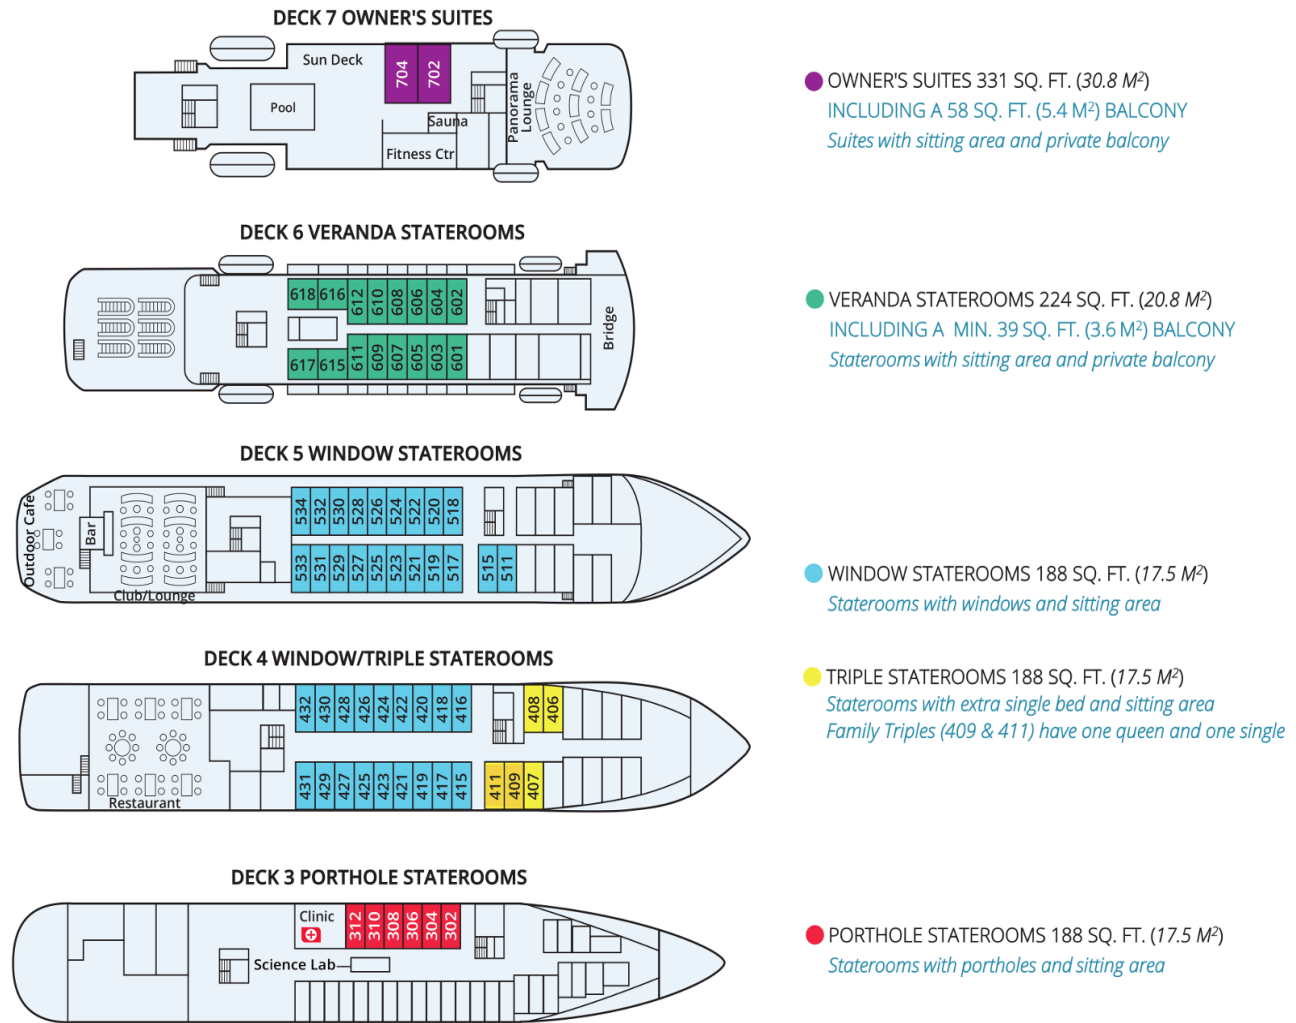 DECK 7 OWNER'S SUITES
Sun Deck
704
702
Pool
Sauna
Fitness Ctr
Panorama
Lounge
OWNER'S SUITES 331 SQ. FT. (30.8 M²)
INCLUDING A 58 SQ. FT. (5.4 M²) BALCONY
Suites with sitting area and private balcony
DECK 6 VERANDA STATEROOMS
618 616 612 610 608 606 604 602
617 615 611 609 607 605 603 601
Bridge
VERANDA STATEROOMS 224 SQ. FT. (20.8 M²)
INCLUDING A MIN. 39 SQ. FT. (3.6 M²) BALCONY
Staterooms with sitting area and private balcony
DECK 5 WINDOW STATEROOMS
Outdoor Cafe
Bar
Club/Lounge
534 532 530 528 526 524 522 520 518
533 531 529 527 525 523 521 519 517 515 511
WINDOW STATEROOMS 188 SQ. FT. (17.5 M²)
Staterooms with windows and sitting area
DECK 4 WINDOW/TRIPLE STATEROOMS
432 430 428 426 424 422 420 418 416 408 406
431 429 427 425 423 421 419 417 415 411 409 407
Restaurant
TRIPLE STATEROOMS 188 SQ. FT. (17.5 M²)
Staterooms with extra single bed and sitting area
Family Triples (409 & 411) have one queen and one single
DECK 3 PORTHOLE STATEROOMS
Clinic
312 310 308 306 304 302
Science Lab
PORTHOLE STATEROOMS 188 SQ. FT. (17.5 M²)
Staterooms with portholes and sitting area